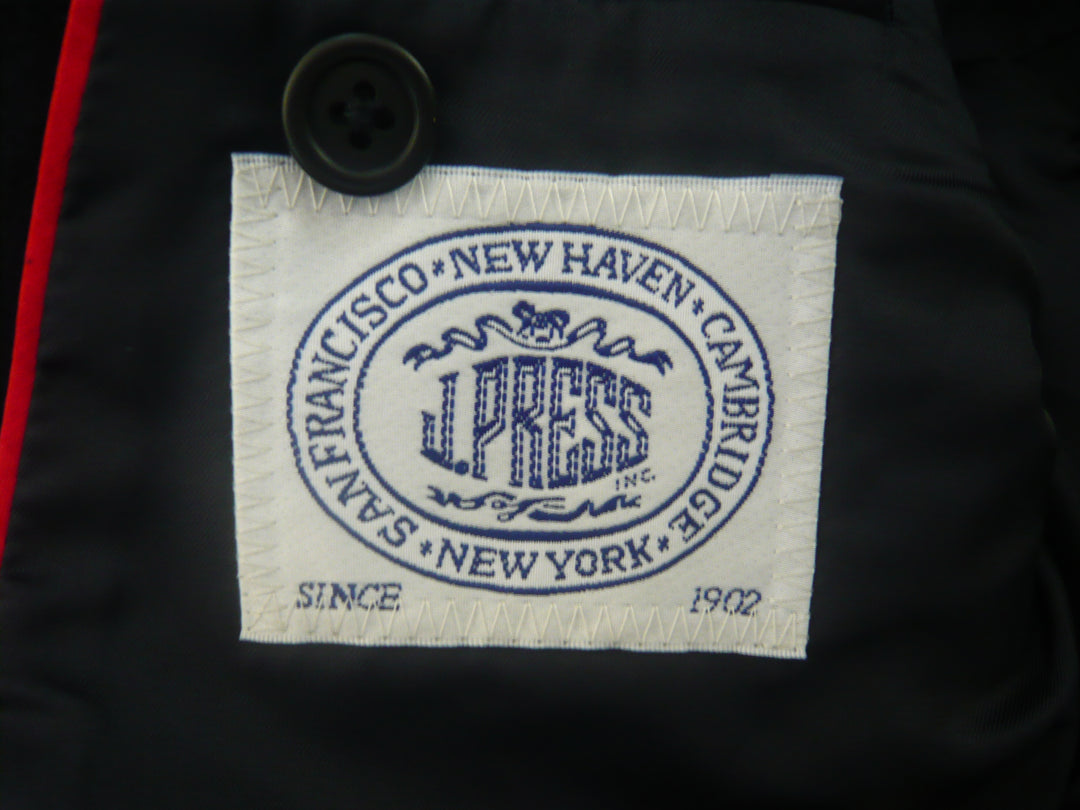 SAN FRANCISCO * NEW HAVEN * CAMBRIDGE
* NEW YORK *
J. PRESS
INC.
SINCE 1902